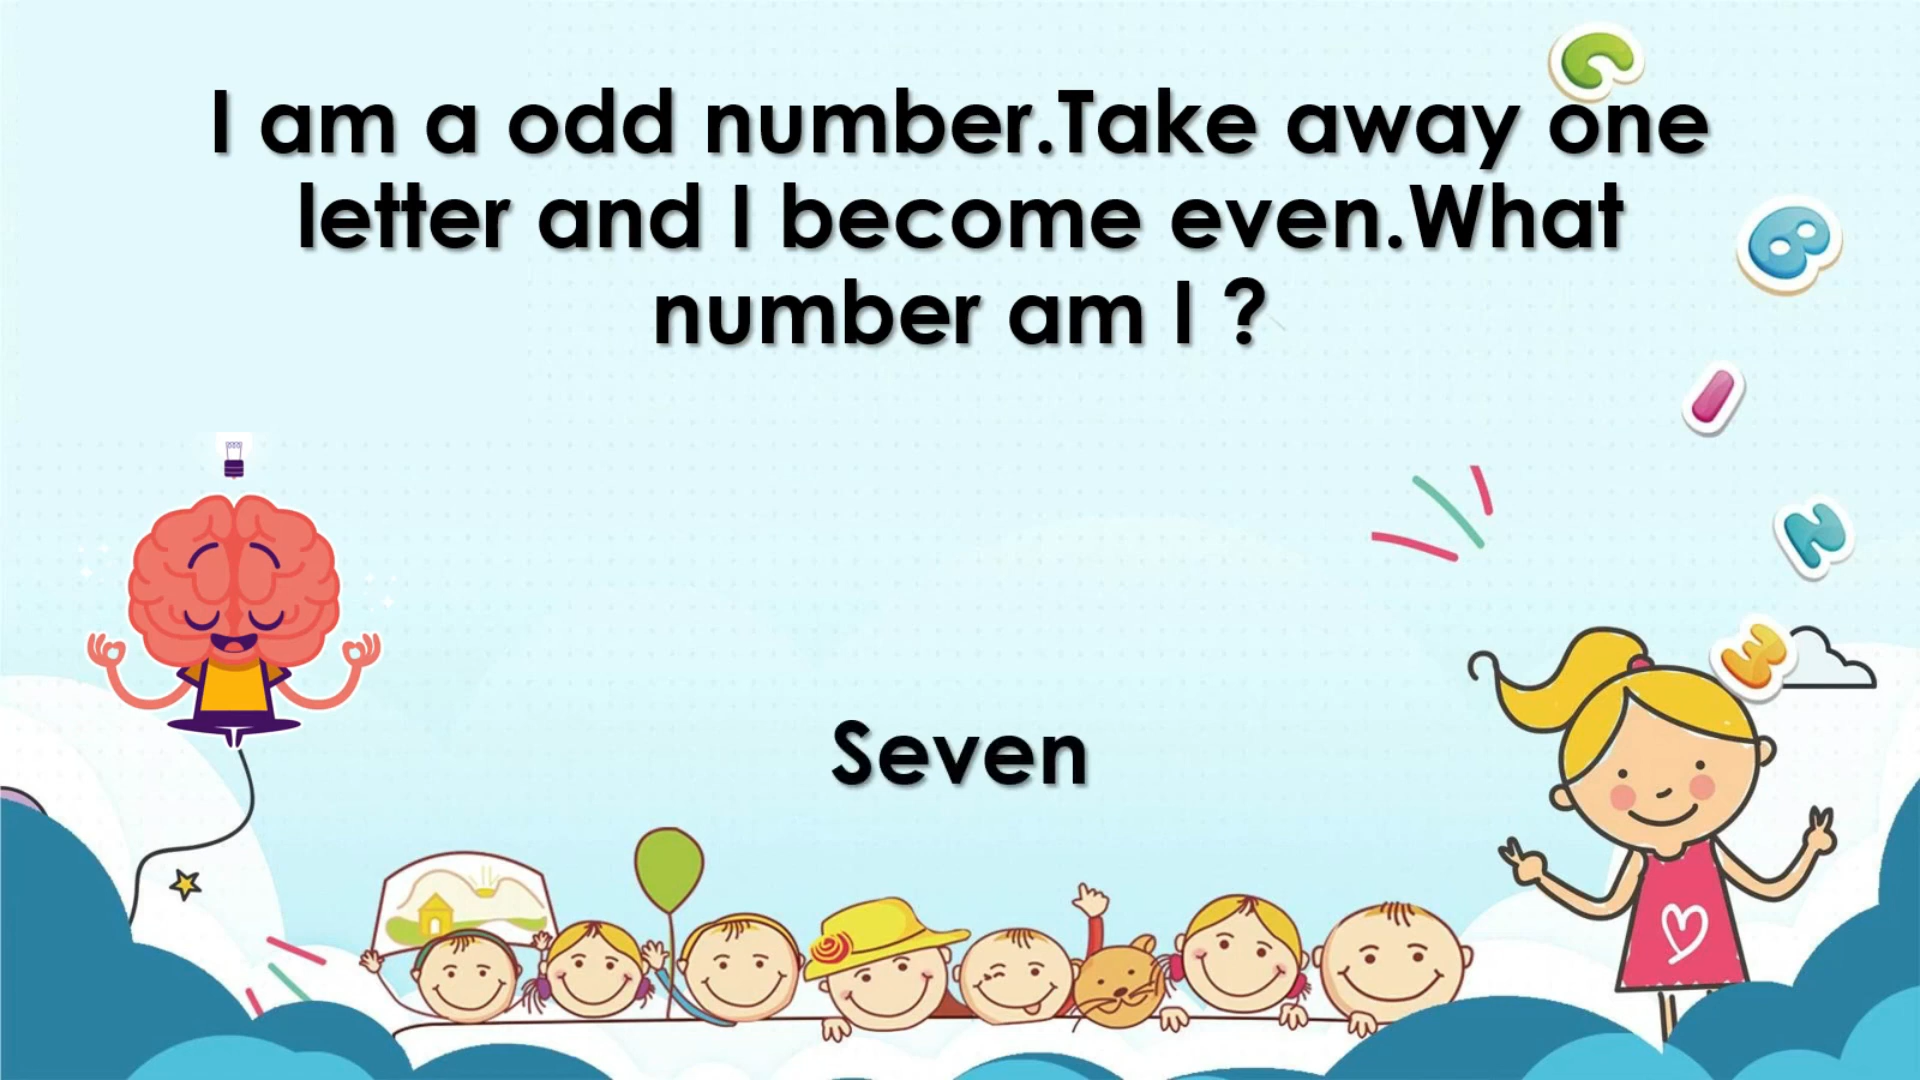 I am a odd number.Take away one
letter and I become even.What
number am I ?
Seven